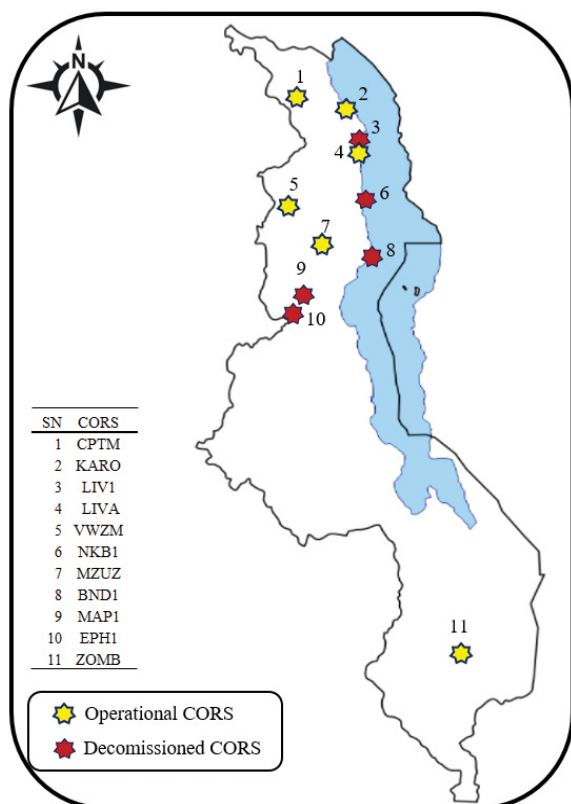 N
1
2
3
4
5
6
7
8
9
10
11
SN CORS
1 CPTM
2 KARO
3 LIV1
4 LIVA
5 VWZM
6 NKB1
7 MZUZ
8 BND1
9 MAP1
10 EPH1
11 ZOMB
Operational CORS
Decomissioned CORS